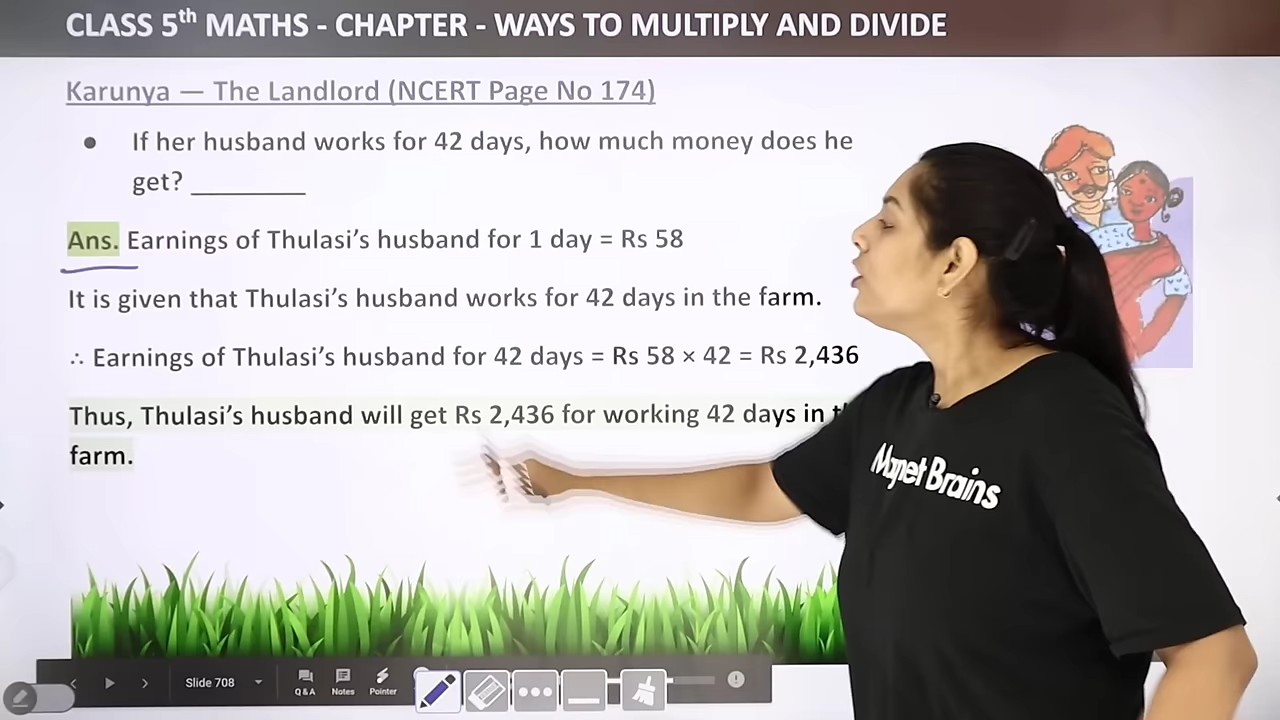 CLASS 5th MATHS - CHAPTER - WAYS TO MULTIPLY AND DIVIDE
Karunya — The Landlord (NCERT Page No 174)
● If her husband works for 42 days, how much money does he
get? ________
Ans. Earnings of Thulasi’s husband for 1 day = Rs 58
It is given that Thulasi’s husband works for 42 days in the farm.
∴ Earnings of Thulasi’s husband for 42 days = Rs 58 × 42 = Rs 2,436
Thus, Thulasi’s husband will get Rs 2,436 for working 42 days in
farm.
Magnet Brains
Slide 708
Q&A
Notes
Pointer